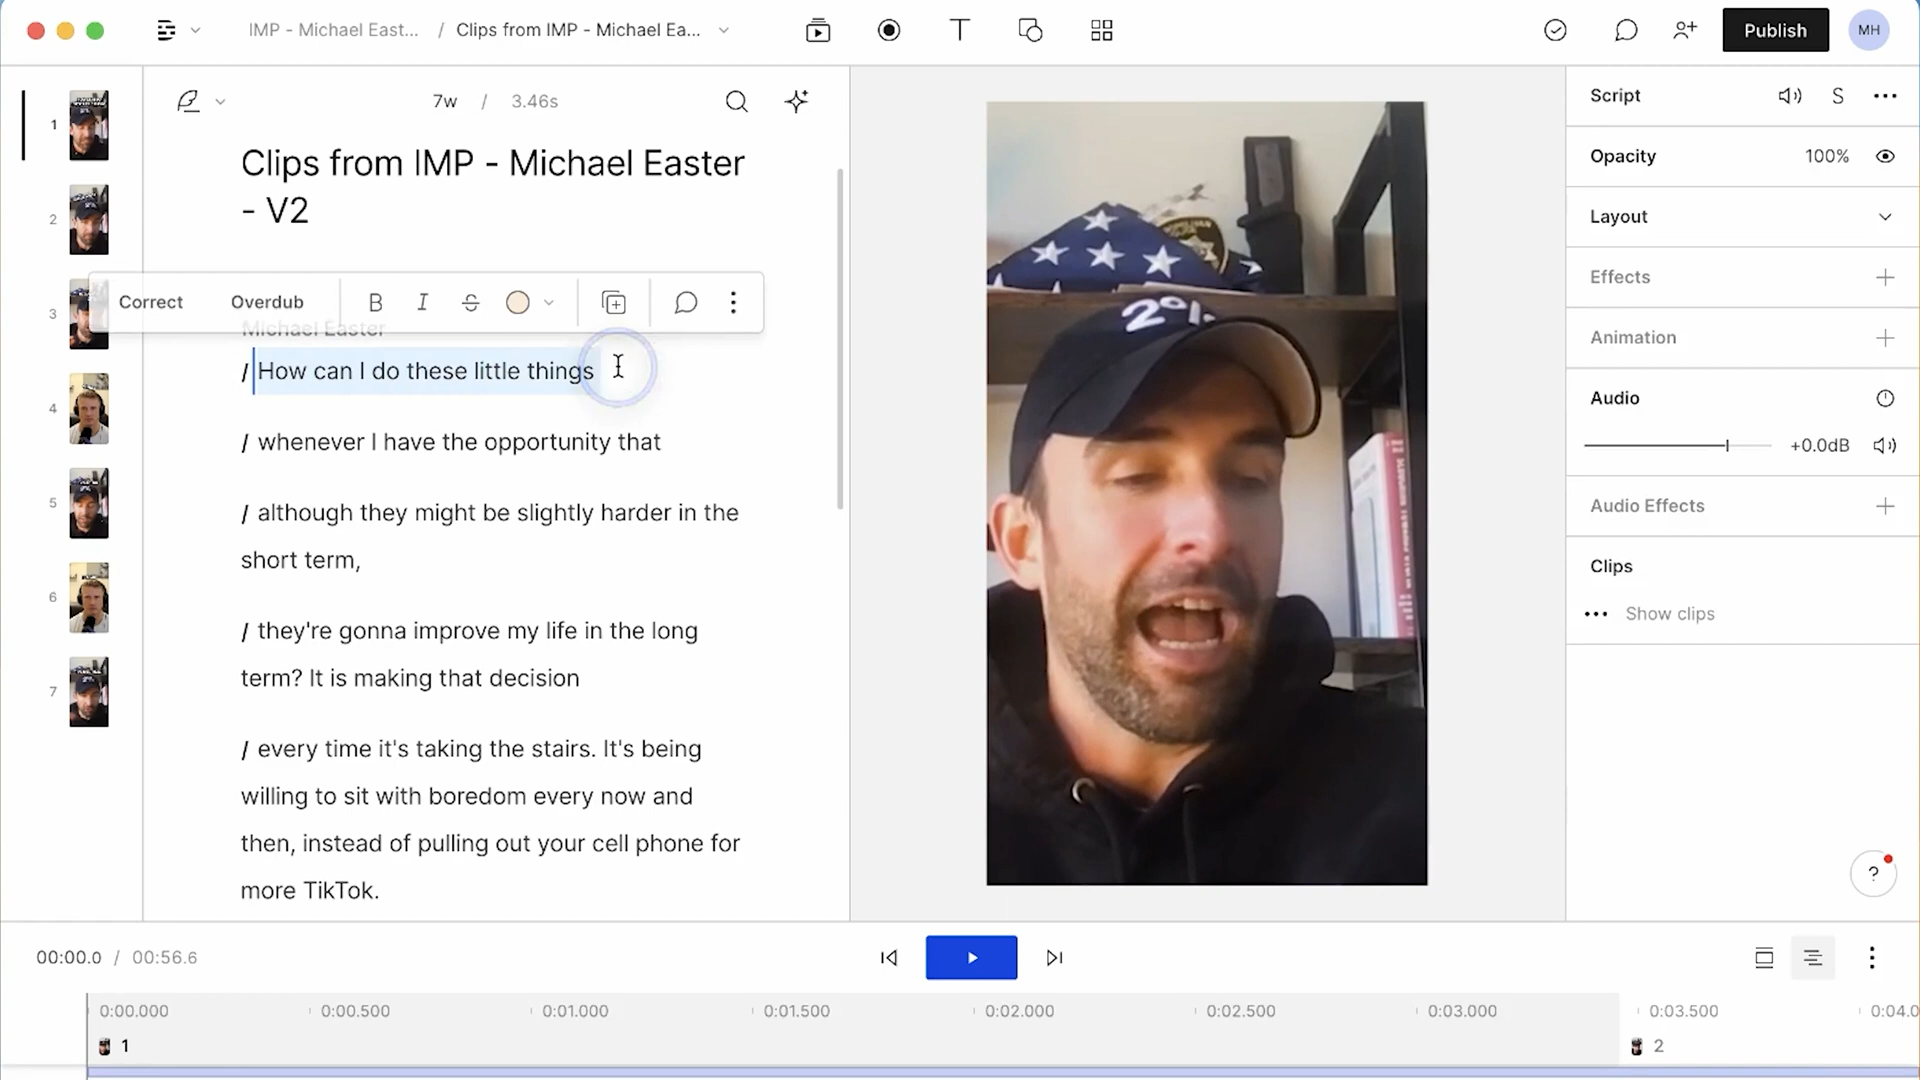 IMP - Michael East... / Clips from IMP - Michael Ea...
T
Publish
MH
7w / 3.46s
Clips from IMP - Michael Easter
- V2
Correct Overdub B I S
Michael Easter
/ How can I do these little things
/ whenever I have the opportunity that
/ although they might be slightly harder in the
short term,
/ they're gonna improve my life in the long
term? It is making that decision
/ every time it's taking the stairs. It's being
willing to sit with boredom every now and
then, instead of pulling out your cell phone for
more TikTok.
1
2
3
4
5
6
7
2%
Script S
Opacity 100%
Layout
Effects
Animation
Audio
+0.0dB
Audio Effects
Clips
Show clips
?
00:00.0 / 00:56.6
0:00.000 0:00.500 0:01.000 0:01.500 0:02.000 0:02.500 0:03.000 0:03.500 0:04.0
1 2